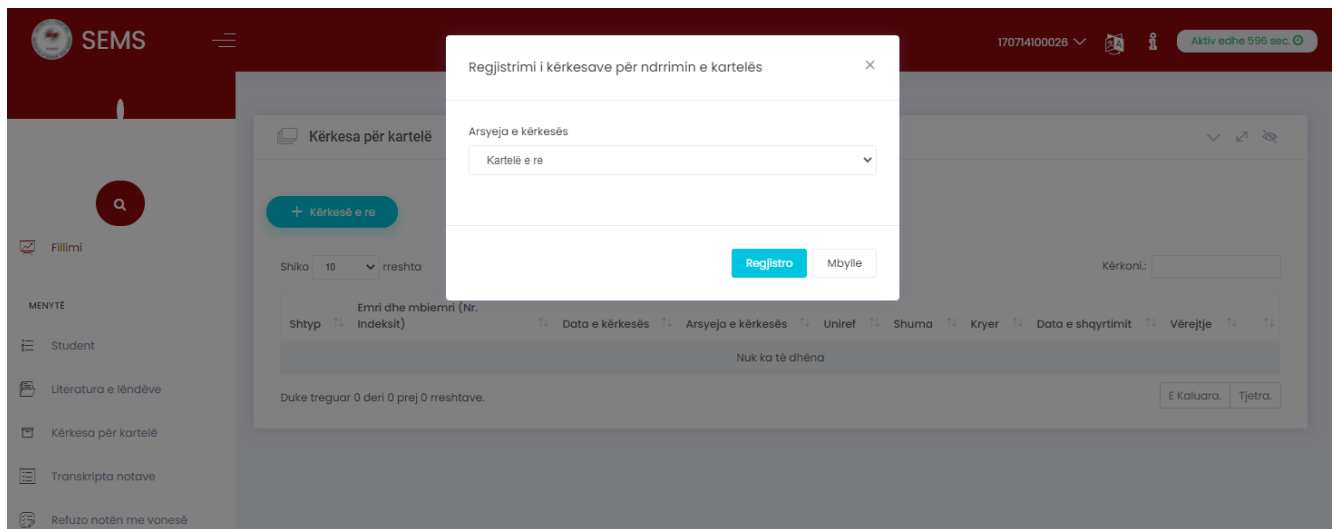 SEMS
170714100026
Aktiv edhe 596 sec.
Regjistrimi i kërkesave për ndrrimin e kartelës
×
Arsyeja e kërkesës
Kartelë e re
Regjistro
Mbylle
Kërkesa për kartelë
+ Kërkesë e re
Shiko 10 rreshta
Kërkoni.:
Shtyp
Emri dhe mbiemri (Nr.
Indeksit)
Data e kërkesës
Arsyeja e kërkesës
Uniref
Shuma
Kryer
Data e shqyrtimit
Vërejtje
Nuk ka të dhëna
Duke treguar 0 deri 0 prej 0 rreshtave.
E Kaluara.
Tjetra.
Fillimi
MENYTË
Student
Literatura e lëndëve
Kërkesa për kartelë
Transkripta notave
Refuzo notën me vonesë